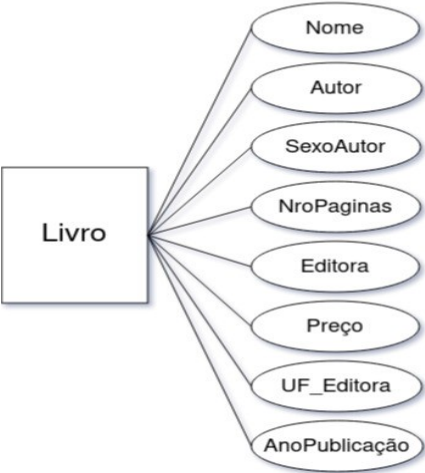 Nome
Autor
SexoAutor
NroPaginas
Livro
Editora
Preço
UF_Editora
AnoPublicação